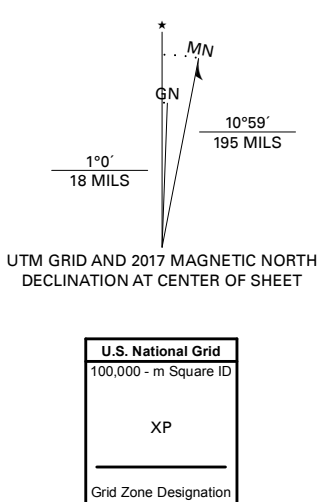 ★
MN
GN
10°59´
195 MILS
1°0´
18 MILS
UTM GRID AND 2017 MAGNETIC NORTH
DECLINATION AT CENTER OF SHEET
U.S. National Grid
100,000 - m Square ID
XP
Grid Zone Designation